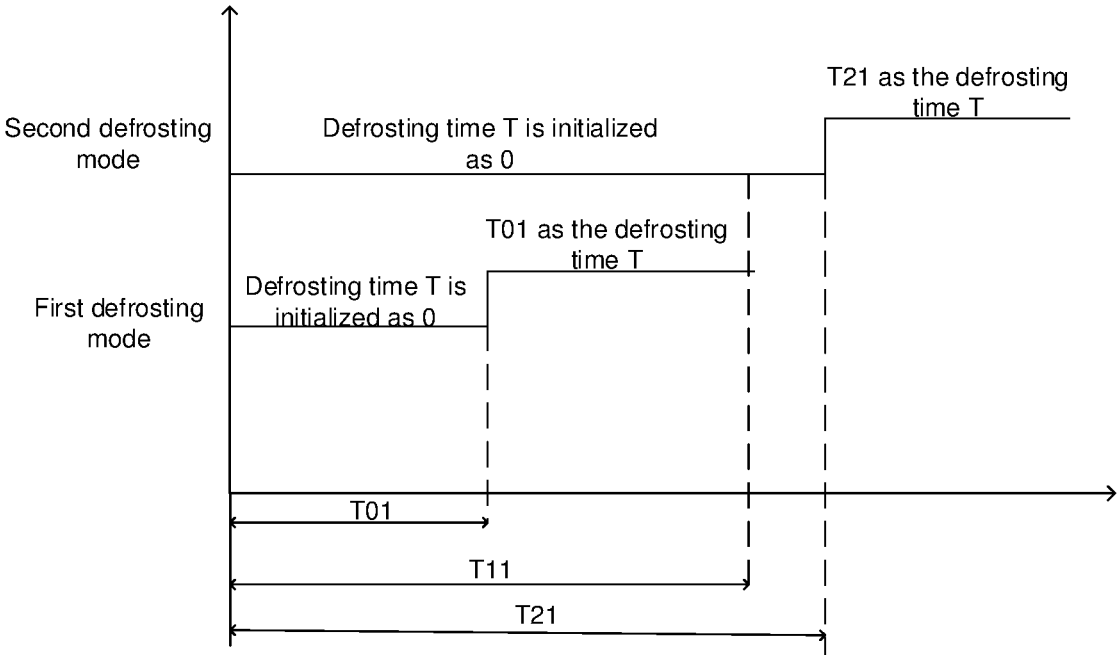 T21 as the defrosting
time T
Second defrosting
mode
Defrosting time T is initialized
as 0
T01 as the defrosting
time T
Defrosting time T is
initialized as 0
First defrosting
mode
T01
T11
T21